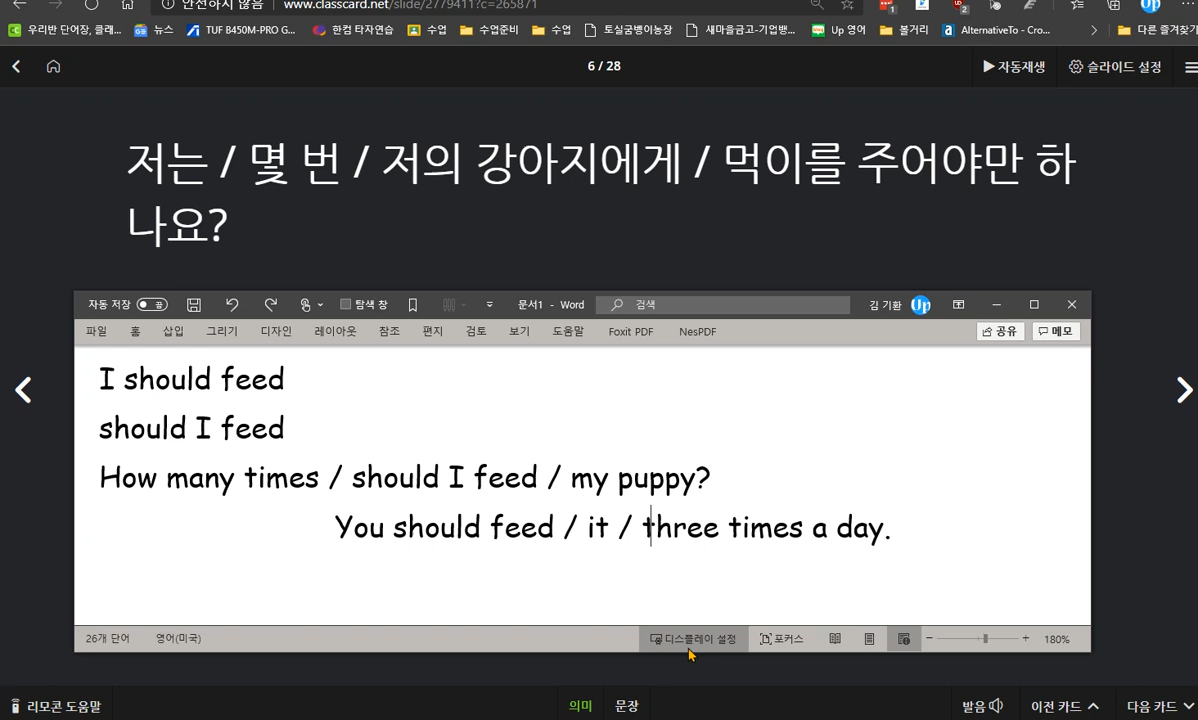 안전하지 않음 | www.classcard.net/slide/2779411?c=265871
우리반 단어장, 클래... 뉴스 TUF B450M-PRO G... 한컴 타자연습 수업 수업준비 수업 토실굼벵이농장 새마을금고-기업뱅... Up 영어 볼거리 AlternativeTo - Cro... 다른 즐겨찾기
6 / 28 자동재생 슬라이드 설정
저는 / 몇 번 / 저의 강아지에게 / 먹이를 주어야만 하
나요?
자동 저장 끔 탐색 창 문서1 - Word 검색 김 기환 Up
파일 홈 삽입 그리기 디자인 레이아웃 참조 편지 검토 보기 도움말 Foxit PDF NesPDF 공유 메모
I should feed
should I feed
How many times / should I feed / my puppy?
You should feed / it / three times a day.
26개 단어 영어(미국) 디스플레이 설정 포커스 180%
리모콘 도움말 의미 문장 발음 이전 카드 다음 카드